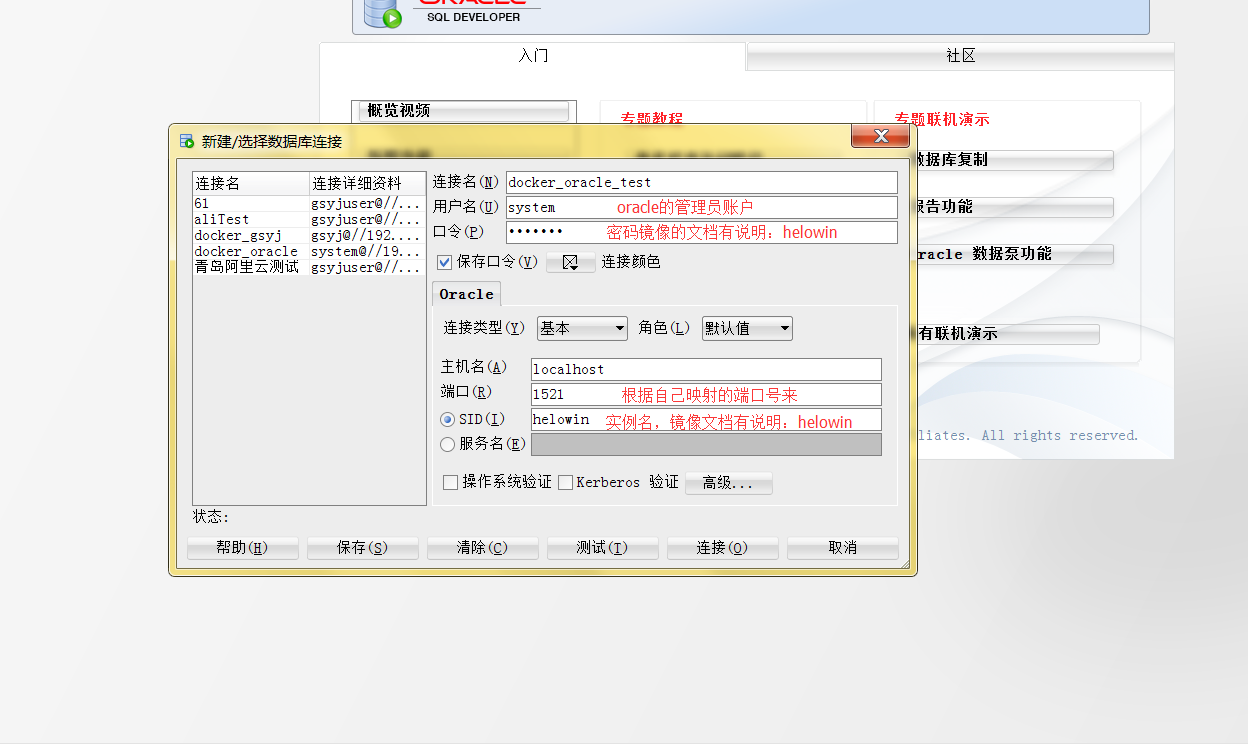 ORACLE
SQL DEVELOPER
入门
社区
概览视频
专题教程
专题联机演示
新建/选择数据库连接
数据库复制
报告功能
racle 数据泵功能
有联机演示
liates. All rights reserved.
连接名 连接详细资料
61 gsyjuser@//...
aliTest gsyjuser@//...
docker_gsyj gsyj@//192....
docker_oracle system@//19...
青岛阿里云测试 gsyjuser@//...
连接名(N) docker_oracle_test
用户名(U) system oracle的管理员账户
口令(P) ••••••• 密码镜像的文档有说明：helowin
保存口令(V) 连接颜色
Oracle
连接类型(Y) 基本 角色(L) 默认值
主机名(A) localhost
端口(R) 1521 根据自己映射的端口号来
SID(I) helowin 实例名，镜像文档有说明：helowin
服务名(E)
操作系统验证 Kerberos 验证 高级...
状态:
帮助(H) 保存(S) 清除(C) 测试(T) 连接(O) 取消